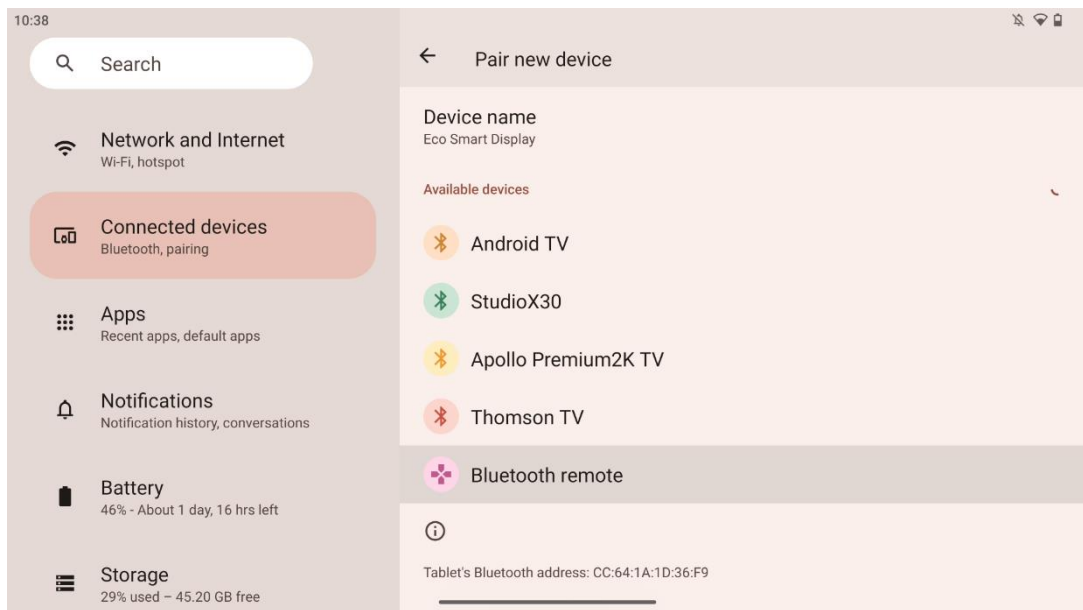 10:38
Search
Network and Internet
Wi-Fi, hotspot
Connected devices
Bluetooth, pairing
Apps
Recent apps, default apps
Notifications
Notification history, conversations
Battery
46% - About 1 day, 16 hrs left
Storage
29% used – 45.20 GB free
Pair new device
Device name
Eco Smart Display
Available devices
Android TV
StudioX30
Apollo Premium2K TV
Thomson TV
Bluetooth remote
Tablet's Bluetooth address: CC:64:1A:1D:36:F9